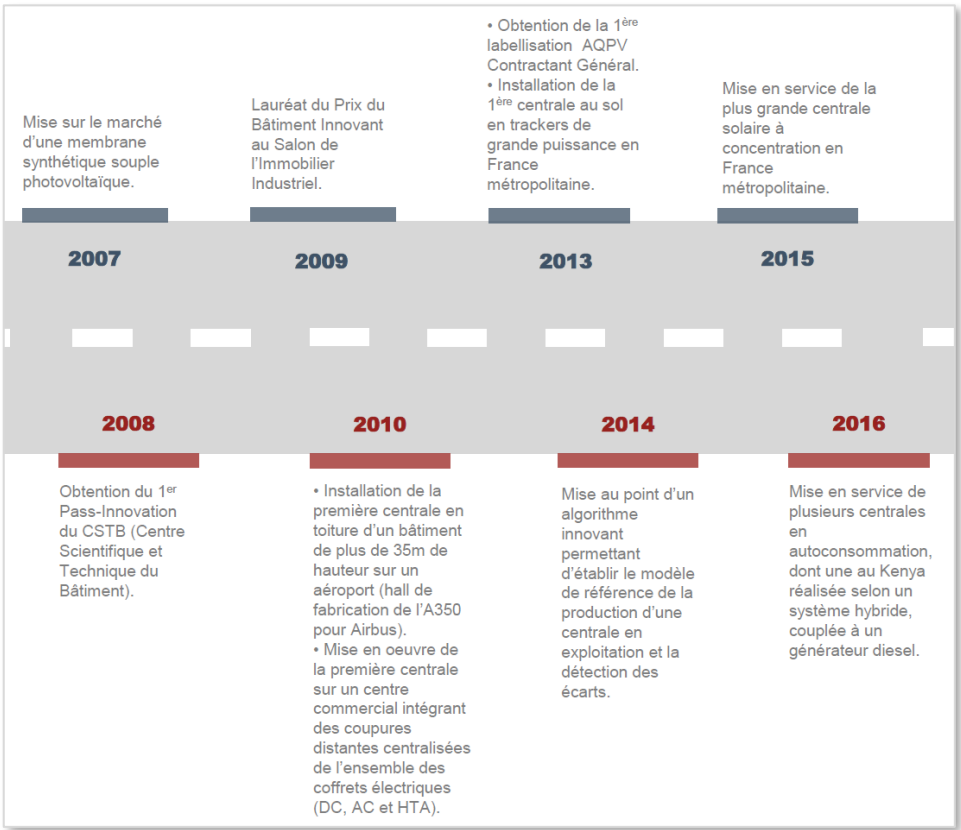 Mise sur le marché
d'une membrane
synthétique souple
photovoltaïque.
Lauréat du Prix du
Bâtiment Innovant
au Salon de
l'Immobilier
Industriel.
• Obtention de la 1ère
labellisation AQPV
Contractant Général.
• Installation de la
1ère centrale au sol
en trackers de
grande puissance en
France
métropolitaine.
Mise en service de la
plus grande centrale
solaire à
concentration en
France
métropolitaine.
2007
2009
2013
2015
2008
2010
2014
2016
Obtention du 1er
Pass-Innovation
du CSTB (Centre
Scientifique et
Technique du
Bâtiment).
• Installation de la
première centrale en
toiture d'un bâtiment
de plus de 35m de
hauteur sur un
aéroport (hall de
fabrication de l'A350
pour Airbus).
• Mise en oeuvre de
la première centrale
sur un centre
commercial intégrant
des coupures
distantes centralisées
de l'ensemble des
coffrets électriques
(DC, AC et HTA).
Mise au point d'un
algorithme
innovant
permettant
d'établir le modèle
de référence de la
production d'une
centrale en
exploitation et la
détection des
écarts.
Mise en service de
plusieurs centrales
en
autoconsommation,
dont une au Kenya
réalisée selon un
système hybride,
couplée à un
générateur diesel.